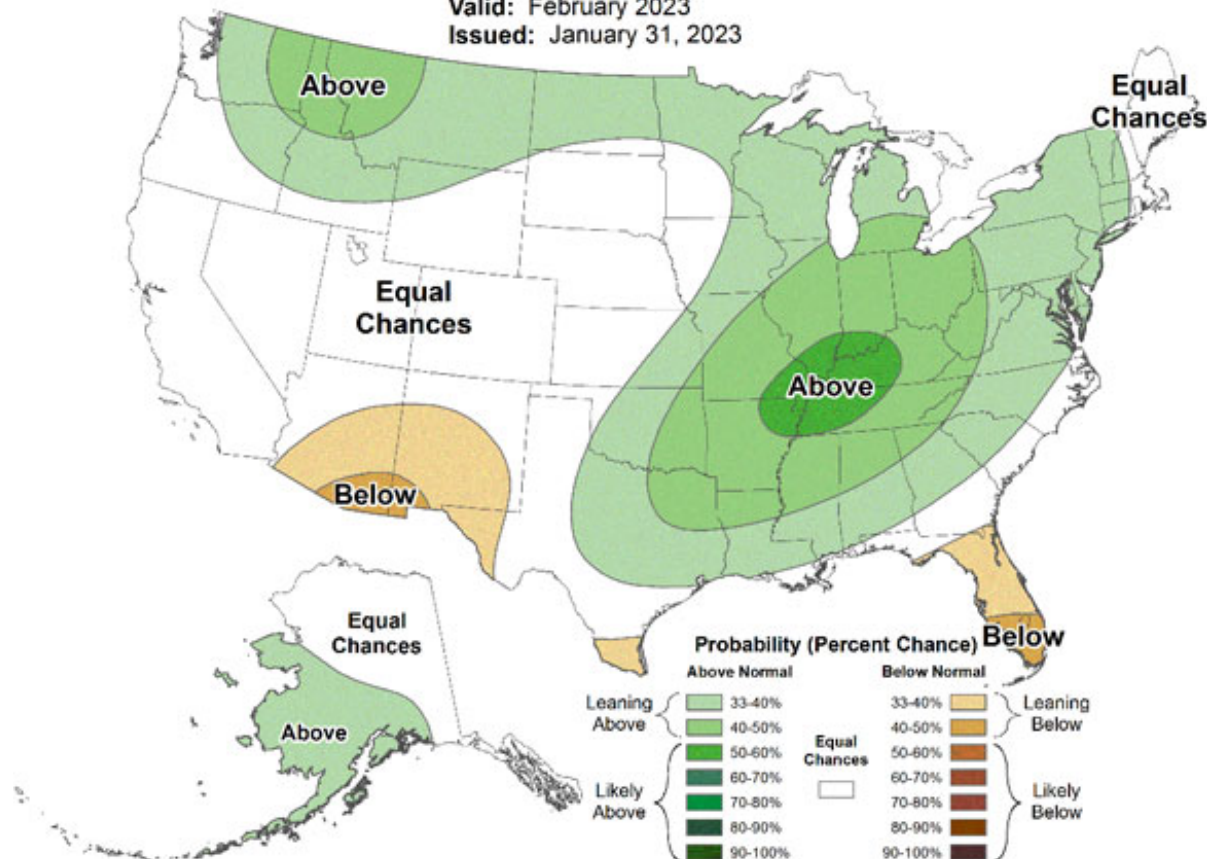 Valid: February 2023
Issued: January 31, 2023
Above
Equal
Chances
Equal
Chances
Above
Below
Equal
Chances
Above
Below
Probability (Percent Chance)
Above Normal
Below Normal
Leaning
Above
33-40%
40-50%
Likely
Above
50-60%
60-70%
70-80%
80-90%
90-100%
Equal
Chances
33-40%
40-50%
Leaning
Below
50-60%
60-70%
70-80%
80-90%
90-100%
Likely
Below